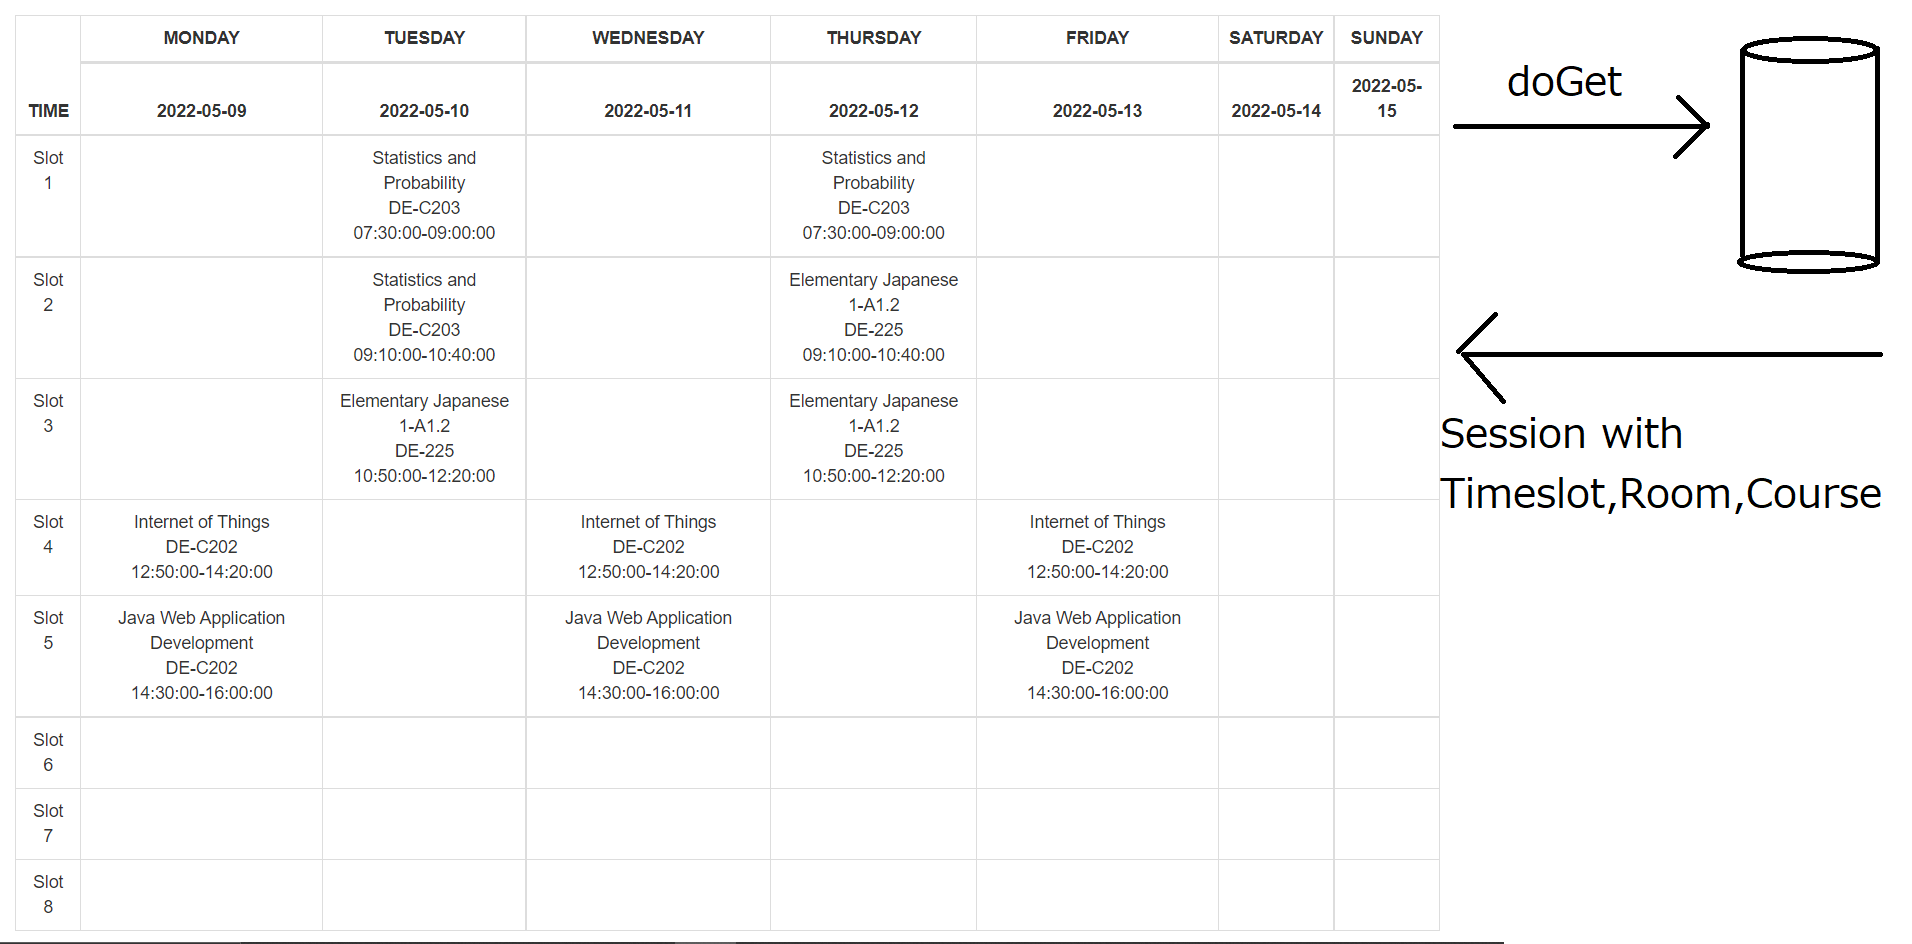 MONDAY TUESDAY WEDNESDAY THURSDAY FRIDAY SATURDAY SUNDAY
TIME 2022-05-09 2022-05-10 2022-05-11 2022-05-12 2022-05-13 2022-05-14 2022-05-
15
Slot
1
Statistics and
Probability
DE-C203
07:30:00-09:00:00
Statistics and
Probability
DE-C203
07:30:00-09:00:00
Slot
2
Statistics and
Probability
DE-C203
09:10:00-10:40:00
Elementary Japanese
1-A1.2
DE-225
09:10:00-10:40:00
Slot
3
Elementary Japanese
1-A1.2
DE-225
10:50:00-12:20:00
Elementary Japanese
1-A1.2
DE-225
10:50:00-12:20:00
Slot
4
Internet of Things
DE-C202
12:50:00-14:20:00
Internet of Things
DE-C202
12:50:00-14:20:00
Internet of Things
DE-C202
12:50:00-14:20:00
Slot
5
Java Web Application
Development
DE-C202
14:30:00-16:00:00
Java Web Application
Development
DE-C202
14:30:00-16:00:00
Java Web Application
Development
DE-C202
14:30:00-16:00:00
Slot
6
Slot
7
Slot
8
doGet
Session with
Timeslot,Room,Course